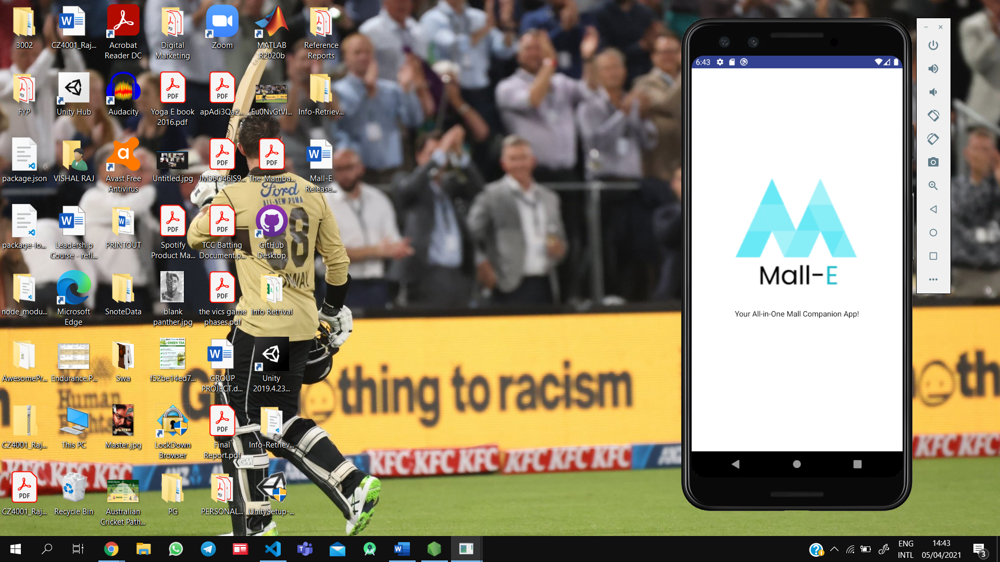 3002
CZ4001_Raj...
Acrobat
Reader DC
Digital
Marketing
Zoom
MATLAB
R2020b
Reference
Reports
FYP
Unity Hub
Audacity
Yoga E book
2016.pdf
apAdi3Qa2...
Eu0NvGtVI...
Info-Retriev...
package.json
VISHAL RAJ
Avast Free
Antivirus
Untitled.jpg
JM56O46IS9...
The-Mamba...
Mall-E
Release...
package-lo...
Leadership
Course - refl...
PRINTOUT
Spotify
Product Ma...
TCC Batting
Document.p...
GitHub
Desktop
node_modu...
Microsoft
Edge
SnoteData
blank
panther.jpg
the vics game
phases.pdf
Info Retrival
AwesomePr...
Endurance.P...
Swa
f52be14ed7...
GROUP
PROJECT.d...
Unity
2019.4.23...
CZ4001_Raj...
This PC
Master.jpg
LockDown
Browser
Final
Report.pdf
Info-Retriev...
CZ4001_Raj...
Recycle Bin
Australian
Cricket Path...
PG
PERSONAL...
UnitySetup-...
Ford
ALL-NEW PUMA
88
Human
thing to racism
KFC KFC KFC KFC KFC KFC
GM
6:43
Mall-E
Your All-in-One Mall Companion App!
ENG
INTL
14:43
05/04/2021
3